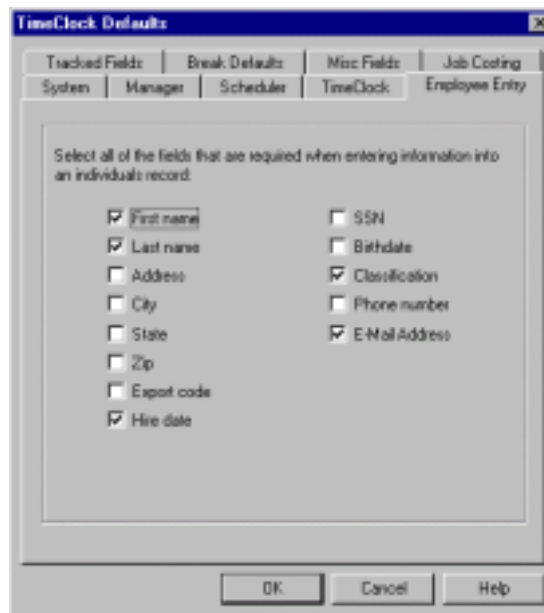 TimeClock Defaults
Tracked Fields Break Defaults Misc Fields Job Costing
System Manager Scheduler TimeClock Employee Entry
Select all of the fields that are required when entering information into
an individuals record:
First name
Last name
Address
City
State
Zip
Export code
Hire date
SSN
Birthdate
Classification
Phone number
E-Mail Address
OK Cancel Help